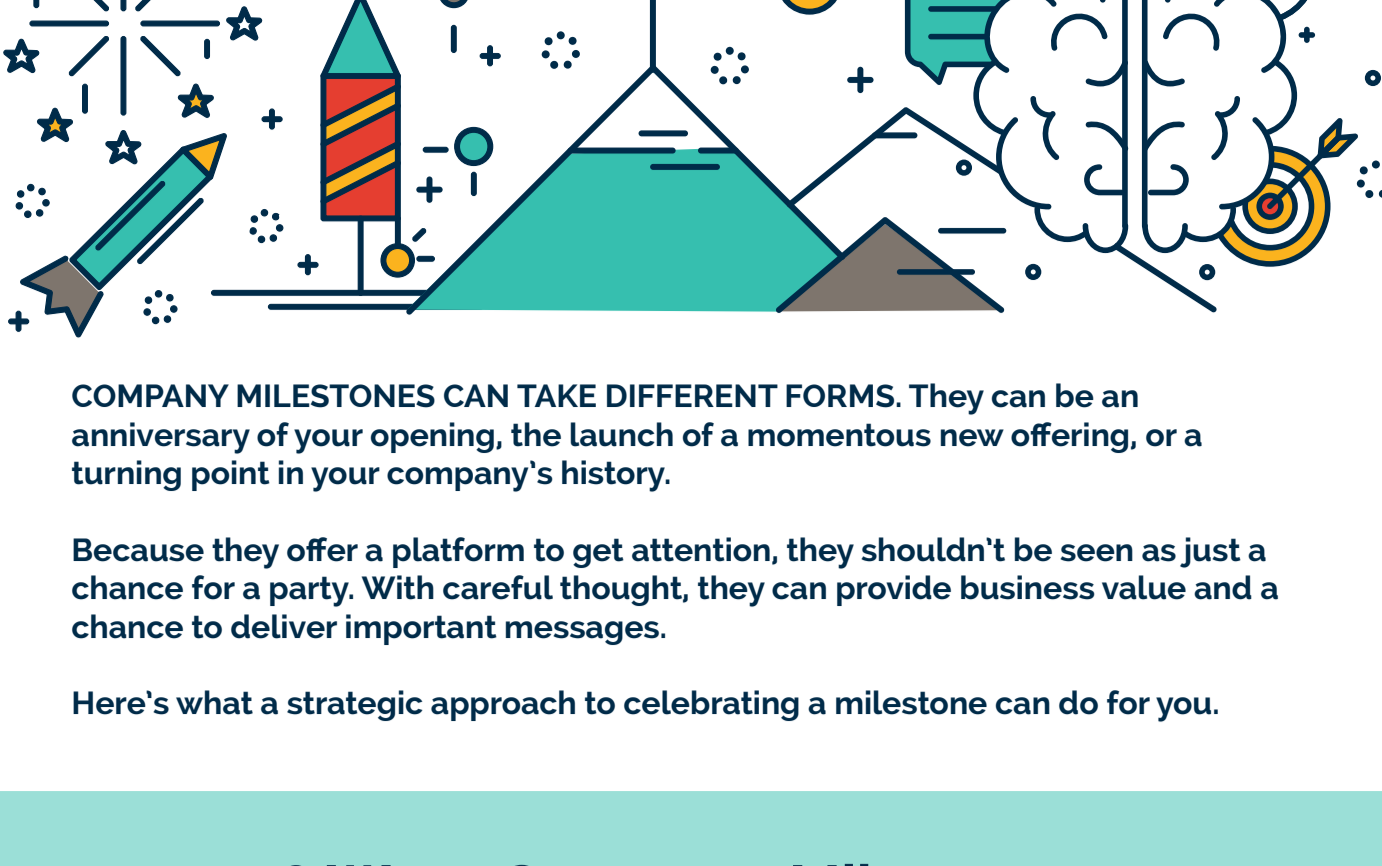 COMPANY MILESTONES CAN TAKE DIFFERENT FORMS. They can be an
anniversary of your opening, the launch of a momentous new offering, or a
turning point in your company's history.
Because they offer a platform to get attention, they shouldn't be seen as just a
chance for a party. With careful thought, they can provide business value and a
chance to deliver important messages.
Here's what a strategic approach to celebrating a milestone can do for you.